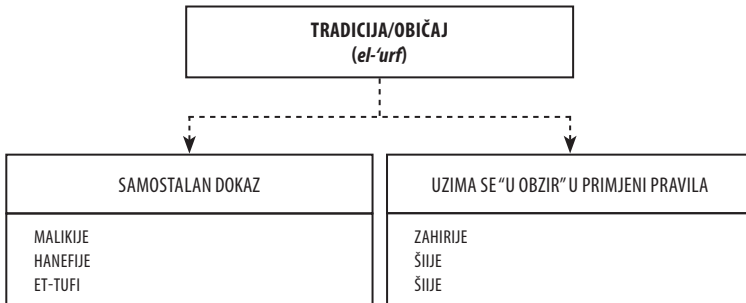 TRADICIJA/OBIČAJ
(el-‘urf)
SAMOSTALAN DOKAZ
MALIKIJE
HANEFIJE
ET-TUFI
UZIMA SE “U OBZIR” U PRIMJENI PRAVILA
ZAHIRIJE
ŠIIJE
ŠIIJE